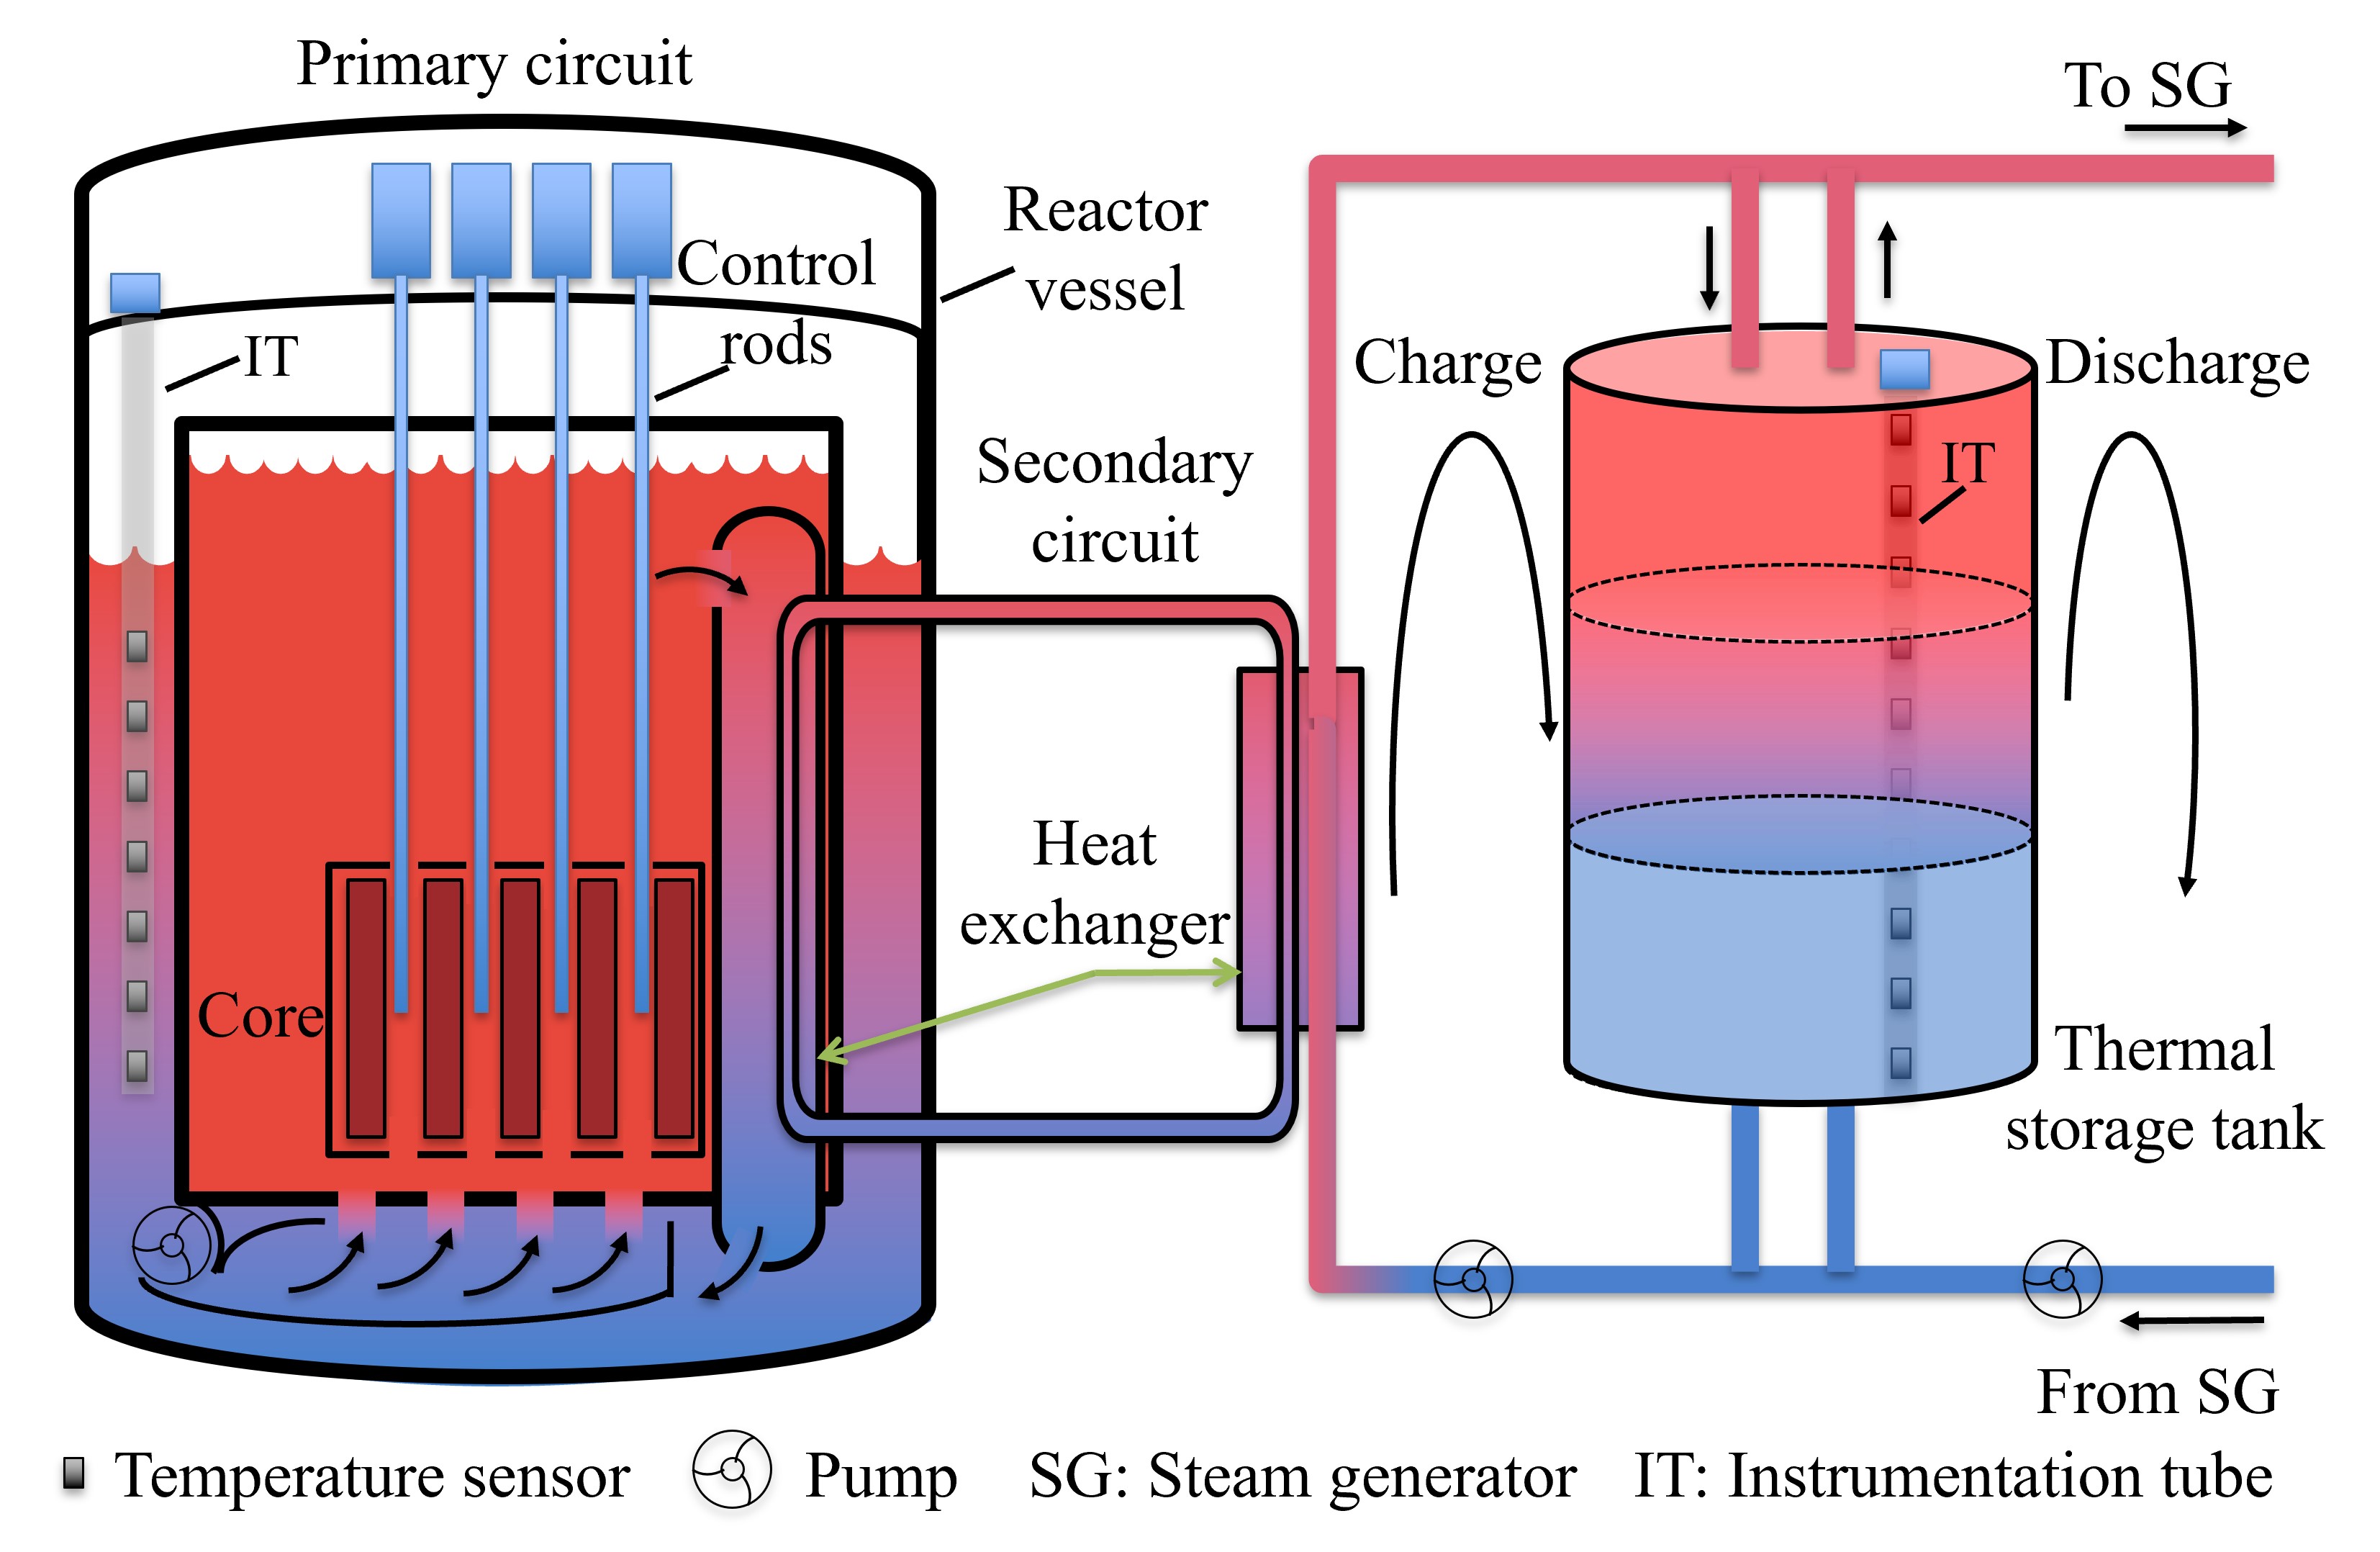 Primary circuit
To SG
Reactor
vessel
Control
rods
IT
Charge
Discharge
Secondary
circuit
IT
Heat
exchanger
Core
Thermal
storage tank
From SG
Temperature sensor
Pump
SG: Steam generator
IT: Instrumentation tube